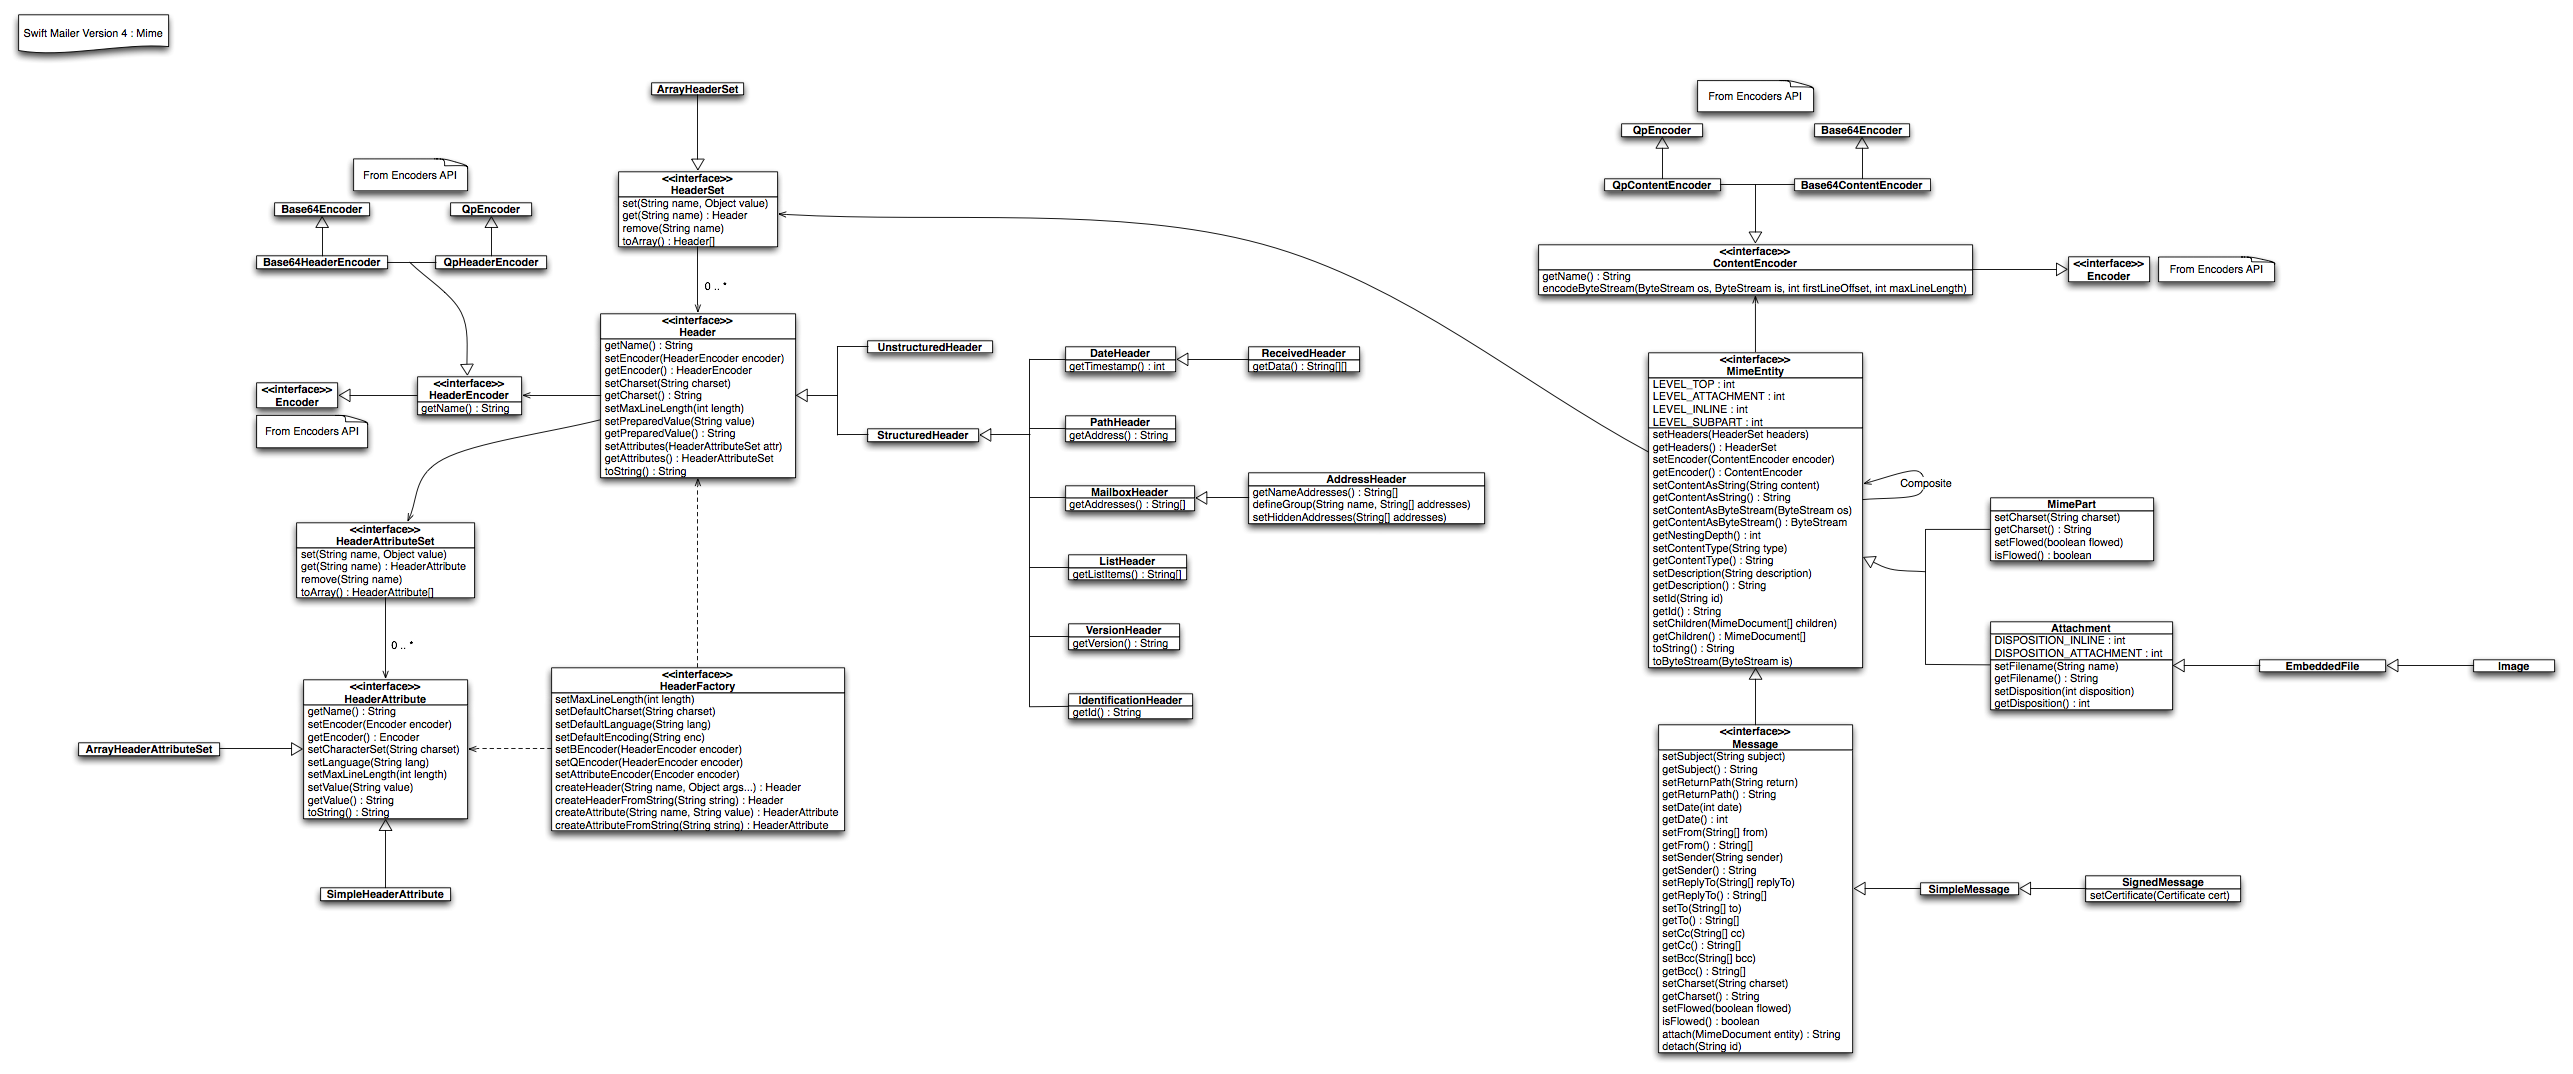 Swift Mailer Version 4 : Mime
ArrayHeaderSet
<<interface>>
HeaderSet
set(String name, Object value)
get(String name) : Header
remove(String name)
toArray() : Header[]
0 .. *
From Encoders API
Base64Encoder
QpEncoder
Base64HeaderEncoder
QpHeaderEncoder
<<interface>>
Encoder
From Encoders API
<<interface>>
HeaderEncoder
getName() : String
<<interface>>
Header
getName() : String
setEncoder(HeaderEncoder encoder)
getEncoder() : HeaderEncoder
setCharset(String charset)
getCharset() : String
setMaxLineLength(int length)
setPreparedValue(String value)
getPreparedValue() : String
setAttributes(HeaderAttributeSet attr)
getAttributes() : HeaderAttributeSet
toString() : String
UnstructuredHeader
StructuredHeader
DateHeader
getTimestamp() : int
ReceivedHeader
getData() : String[][]
PathHeader
getAddress() : String
MailboxHeader
getAddresses() : String[]
AddressHeader
getNameAddresses() : String[]
defineGroup(String name, String[] addresses)
setHiddenAddresses(String[] addresses)
ListHeader
getListItems() : String[]
VersionHeader
getVersion() : String
IdentificationHeader
getId() : String
<<interface>>
HeaderAttributeSet
set(String name, Object value)
get(String name) : HeaderAttribute
remove(String name)
toArray() : HeaderAttribute[]
0 .. *
<<interface>>
HeaderAttribute
getName() : String
setEncoder(Encoder encoder)
getEncoder() : Encoder
setCharacterSet(String charset)
setLanguage(String lang)
setMaxLineLength(int length)
setValue(String value)
getValue() : String
toString() : String
ArrayHeaderAttributeSet
SimpleHeaderAttribute
<<interface>>
HeaderFactory
setMaxLineLength(int length)
setDefaultCharset(String charset)
setDefaultLanguage(String lang)
setDefaultEncoding(String enc)
setBEncoder(HeaderEncoder encoder)
setQEncoder(HeaderEncoder encoder)
setAttributeEncoder(Encoder encoder)
createHeader(String name, Object args...) : Header
createHeaderFromString(String string) : Header
createAttribute(String name, String value) : HeaderAttribute
createAttributeFromString(String string) : HeaderAttribute
From Encoders API
QpEncoder
Base64Encoder
QpContentEncoder
Base64ContentEncoder
<<interface>>
ContentEncoder
getName() : String
encodeByteStream(ByteStream os, ByteStream is, int firstLineOffset, int maxLineLength)
<<interface>>
Encoder
From Encoders API
<<interface>>
MimeEntity
LEVEL_TOP : int
LEVEL_ATTACHMENT : int
LEVEL_INLINE : int
LEVEL_SUBPART : int
setHeaders(HeaderSet headers)
getHeaders() : HeaderSet
setEncoder(ContentEncoder encoder)
getEncoder() : ContentEncoder
setContentAsString(String content)
getContentAsString() : String
setContentAsByteStream(ByteStream os)
getContentAsByteStream() : ByteStream
getNestingDepth() : int
setContentType(String type)
getContentType() : String
setDescription(String description)
getDescription() : String
setId(String id)
getId() : String
setChildren(MimeDocument[] children)
getChildren() : MimeDocument[]
toString() : String
toByteStream(ByteStream is)
Composite
MimePart
setCharset(String charset)
getCharset() : String
setFlowed(boolean flowed)
isFlowed() : boolean
Attachment
DISPOSITION_INLINE : int
DISPOSITION_ATTACHMENT : int
setFilename(String name)
getFilename() : String
setDisposition(int disposition)
getDisposition() : int
EmbeddedFile
Image
<<interface>>
Message
setSubject(String subject)
getSubject() : String
setReturnPath(String return)
getReturnPath() : String
setDate(int date)
getDate() : int
setFrom(String[] from)
getFrom() : String[]
setSender(String sender)
getSender() : String
setReplyTo(String[] replyTo)
getReplyTo() : String[]
setTo(String[] to)
getTo() : String[]
setCc(String[] cc)
getCc() : String[]
setBcc(String[] bcc)
getBcc() : String[]
setCharset(String charset)
getCharset() : String
setFlowed(boolean flowed)
isFlowed() : boolean
attach(MimeDocument entity) : String
detach(String id)
SimpleMessage
SignedMessage
setCertificate(Certificate cert)